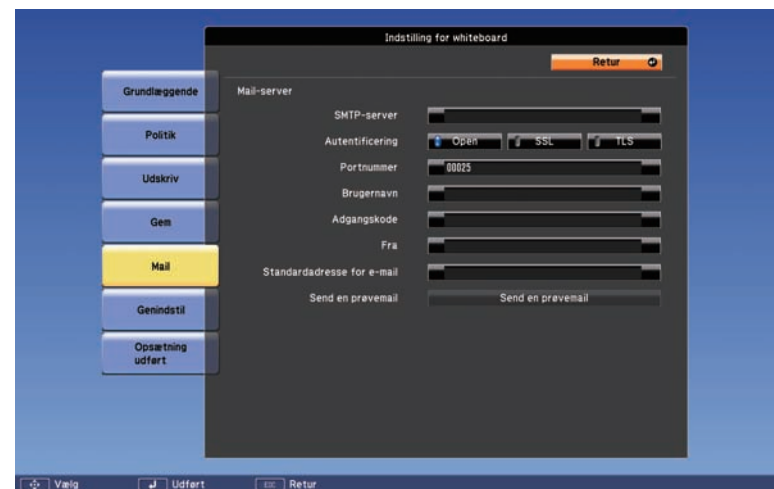 Indstilling for whiteboard
Retur
Grundlæggende
Politik
Udskriv
Gem
Mail
Genindstil
Opsætning
udført
Mail-server
SMTP-server
Autentificering Open SSL TLS
Portnummer 00025
Brugernavn
Adgangskode
Fra
Standardadresse for e-mail
Send en prøvemail Send en prøvemail
Vælg Udført ESC Retur